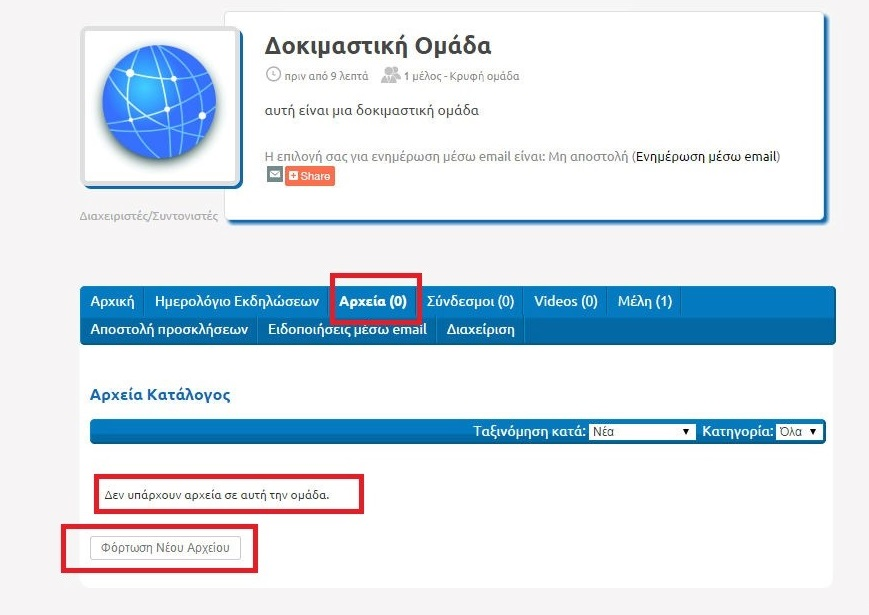 Δοκιμαστική Ομάδα
πριν από 9 λεπτά 1 μέλος - Κρυφή ομάδα
αυτή είναι μια δοκιμαστική ομάδα
Η επιλογή σας για ενημέρωση μέσω email είναι: Μη αποστολή (Ενημέρωση μέσω email)
Share
Διαχειριστές/Συντονιστές
Αρχική Ημερολόγιο Εκδηλώσεων Αρχεία (0) Σύνδεσμοι (0) Videos (0) Μέλη (1)
Αποστολή προσκλήσεων Ειδοποιήσεις μέσω email Διαχείριση
Αρχεία Κατάλογος
Ταξινόμηση κατά: Νέα Κατηγορία: Όλα
Δεν υπάρχουν αρχεία σε αυτή την ομάδα.
Φόρτωση Νέου Αρχείου